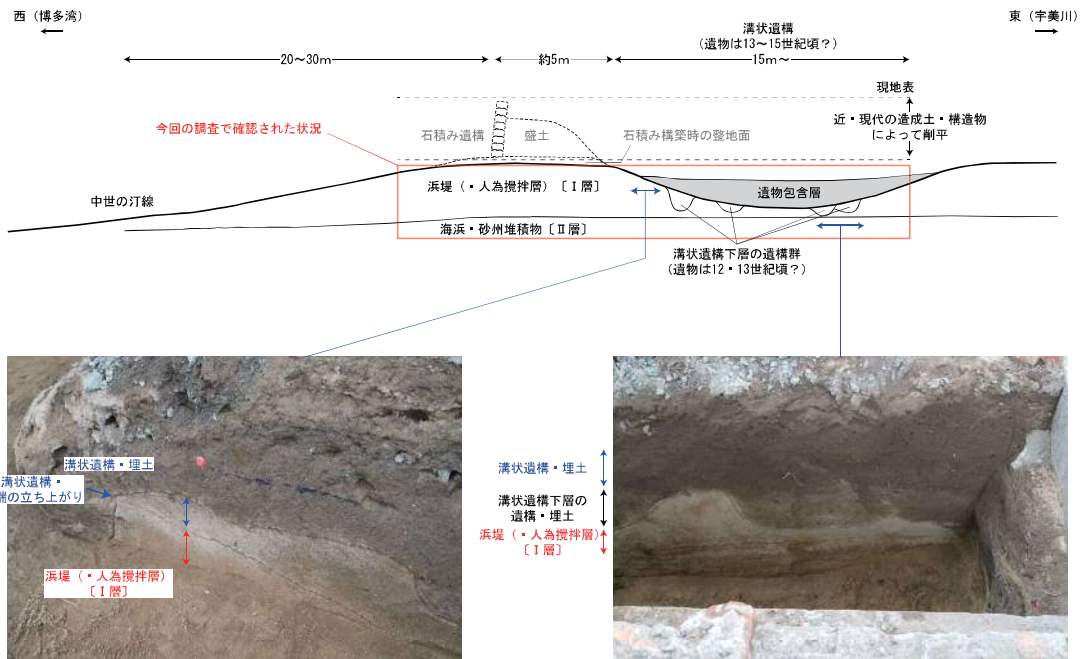 西（博多湾）
東（宇美川）
溝状遺構
（遺物は13～15世紀頃？）
20～30m
約5m
15m～
現地表
近・現代の造成土・構造物
によって削平
今回の調査で確認された状況
石積み遺構
盛土
石積み構築時の整地面
浜堤（・人為攪拌層）〔Ⅰ層〕
遺物包含層
中世の汀線
海浜・砂州堆積物〔Ⅱ層〕
溝状遺構下層の遺構群
（遺物は12・13世紀頃？）
溝状遺構・埋土
溝状遺構・
端の立ち上がり
浜堤（・人為攪拌層）
〔Ⅰ層〕
溝状遺構・埋土
溝状遺構下層の
遺構・埋土
浜堤（・人為攪拌層）
〔Ⅰ層〕